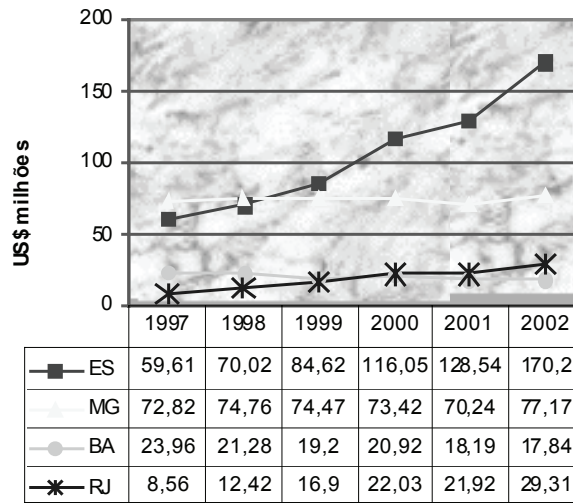 200
150
100
50
0
US$ milhões
1997 1998 1999 2000 2001 2002
ES 59,61 70,02 84,62 116,05 128,54 170,2
MG 72,82 74,76 74,47 73,42 70,24 77,17
BA 23,96 21,28 19,2 20,92 18,19 17,84
RJ 8,56 12,42 16,9 22,03 21,92 29,31